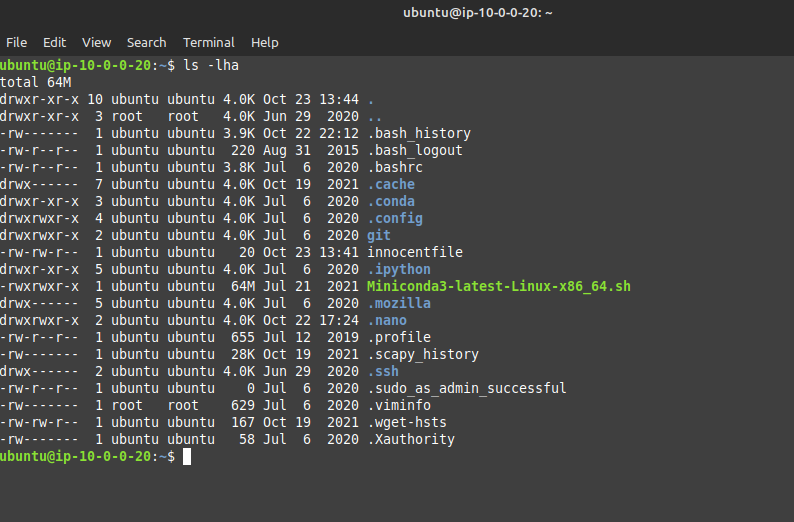 ubuntu@ip-10-0-0-20: ~
File Edit View Search Terminal Help
ubuntu@ip-10-0-0-20:~$ ls -lha
total 64M
drwxr-xr-x 10 ubuntu ubuntu 4.0K Oct 23 13:44 .
drwxr-xr-x  3 root   root   4.0K Jun 29  2020 ..
-rw-------  1 ubuntu ubuntu 3.9K Oct 22 22:12 .bash_history
-rw-r--r--  1 ubuntu ubuntu  220 Aug 31  2015 .bash_logout
-rw-r--r--  1 ubuntu ubuntu 3.8K Jul  6  2020 .bashrc
drwx------  7 ubuntu ubuntu 4.0K Oct 19  2021 .cache
drwxr-xr-x  3 ubuntu ubuntu 4.0K Jul  6  2020 .conda
drwxrwxr-x  4 ubuntu ubuntu 4.0K Jul  6  2020 .config
drwxrwxr-x  2 ubuntu ubuntu 4.0K Jul  6  2020 git
-rw-rw-r--  1 ubuntu ubuntu   20 Oct 23 13:41 innocentfile
drwxr-xr-x  5 ubuntu ubuntu 4.0K Jul  6  2020 .ipython
-rwxrwxr-x  1 ubuntu ubuntu  64M Jul 21  2021 Miniconda3-latest-Linux-x86_64.sh
drwx------  5 ubuntu ubuntu 4.0K Jul  6  2020 .mozilla
drwxrwxr-x  2 ubuntu ubuntu 4.0K Oct 22 17:24 .nano
-rw-r--r--  1 ubuntu ubuntu  655 Jul 12  2019 .profile
-rw-------  1 ubuntu ubuntu  28K Oct 19  2021 .scapy_history
drwx------  2 ubuntu ubuntu 4.0K Jun 29  2020 .ssh
-rw-r--r--  1 ubuntu ubuntu    0 Jul  6  2020 .sudo_as_admin_successful
-rw-------  1 root   root    629 Jul  6  2020 .viminfo
-rw-rw-r--  1 ubuntu ubuntu  167 Oct 19  2021 .wget-hsts
-rw-------  1 ubuntu ubuntu   58 Jul  6  2020 .Xauthority
ubuntu@ip-10-0-0-20:~$